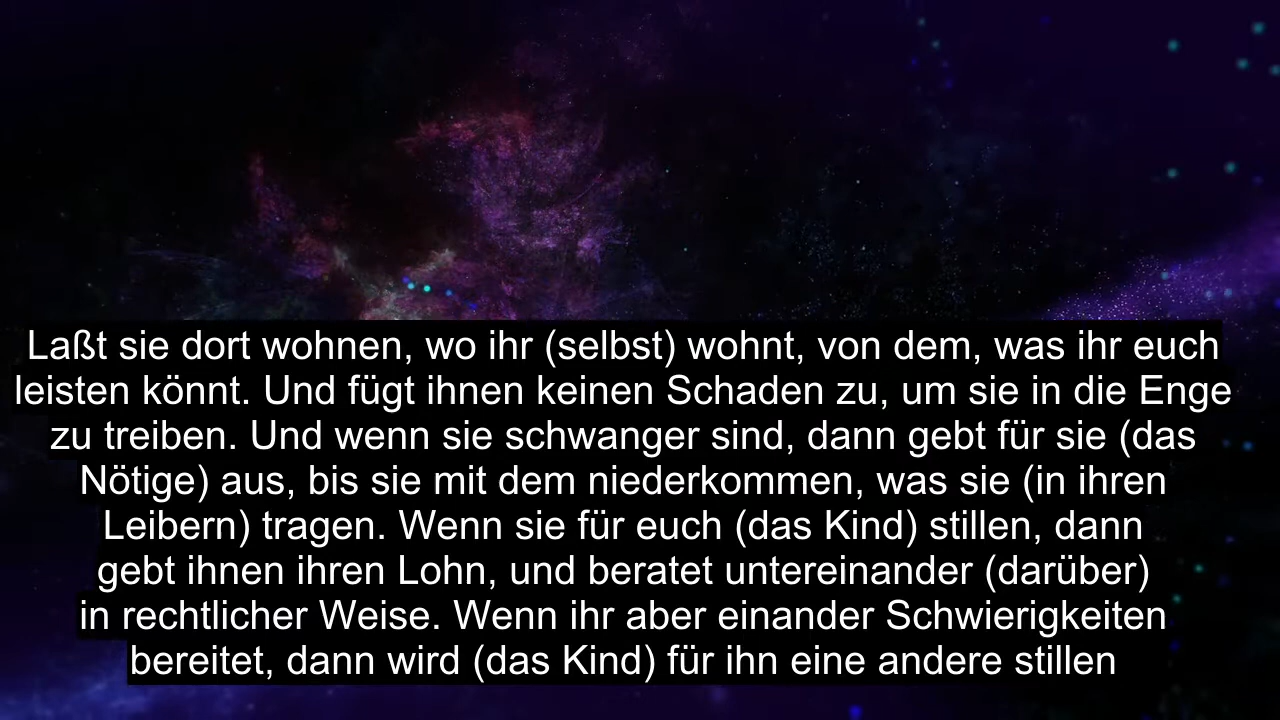 Laßt sie dort wohnen, wo ihr (selbst) wohnt, von dem, was ihr euch
leisten könnt. Und fügt ihnen keinen Schaden zu, um sie in die Enge
zu treiben. Und wenn sie schwanger sind, dann gebt für sie (das
Nötige) aus, bis sie mit dem niederkommen, was sie (in ihren
Leibern) tragen. Wenn sie für euch (das Kind) stillen, dann
gebt ihnen ihren Lohn, und beratet untereinander (darüber)
in rechtlicher Weise. Wenn ihr aber einander Schwierigkeiten
bereitet, dann wird (das Kind) für ihn eine andere stillen